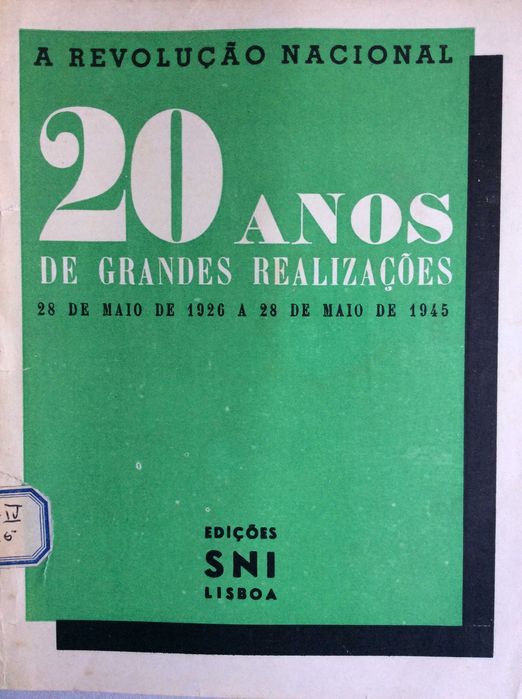 A REVOLUÇÃO NACIONAL
20 ANOS
DE GRANDES REALIZAÇÕES
28 DE MAIO DE 1926 A 28 DE MAIO DE 1945
EDIÇÕES
SNI
LISBOA
IV